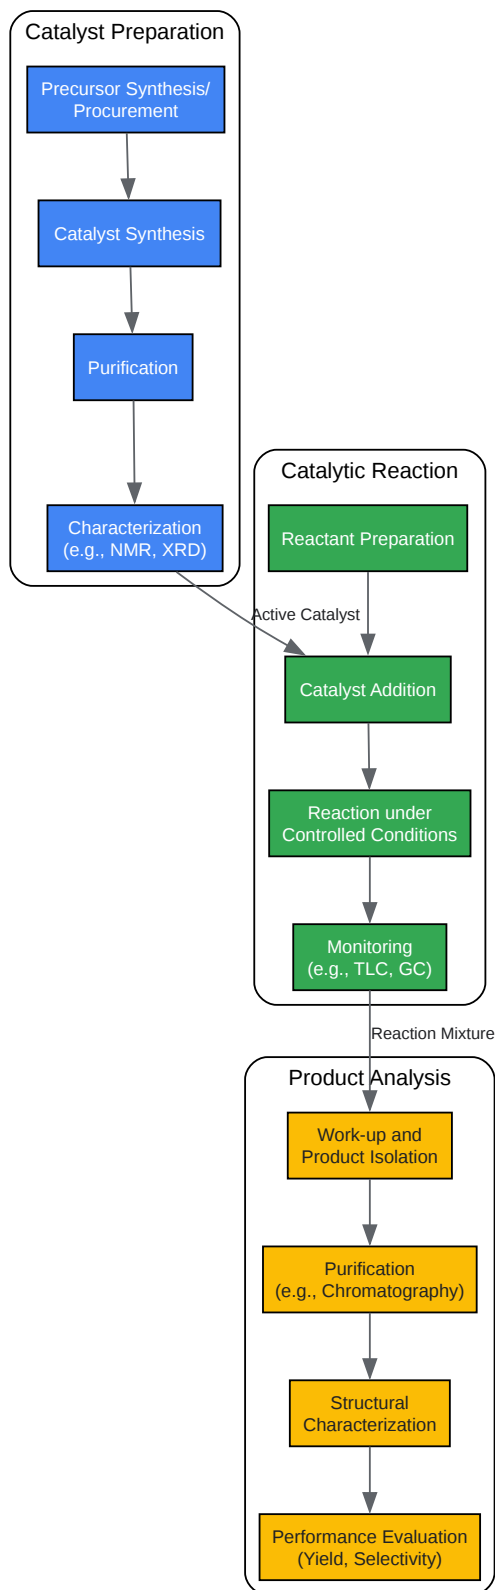 Catalyst Preparation
Precursor Synthesis/
Procurement
Catalyst Synthesis
Purification
Characterization
(e.g., NMR, XRD)
Catalytic Reaction
Reactant Preparation
Active Catalyst
Catalyst Addition
Reaction under
Controlled Conditions
Monitoring
(e.g., TLC, GC)
Reaction Mixture
Product Analysis
Work-up and
Product Isolation
Purification
(e.g., Chromatography)
Structural
Characterization
Performance Evaluation
(Yield, Selectivity)